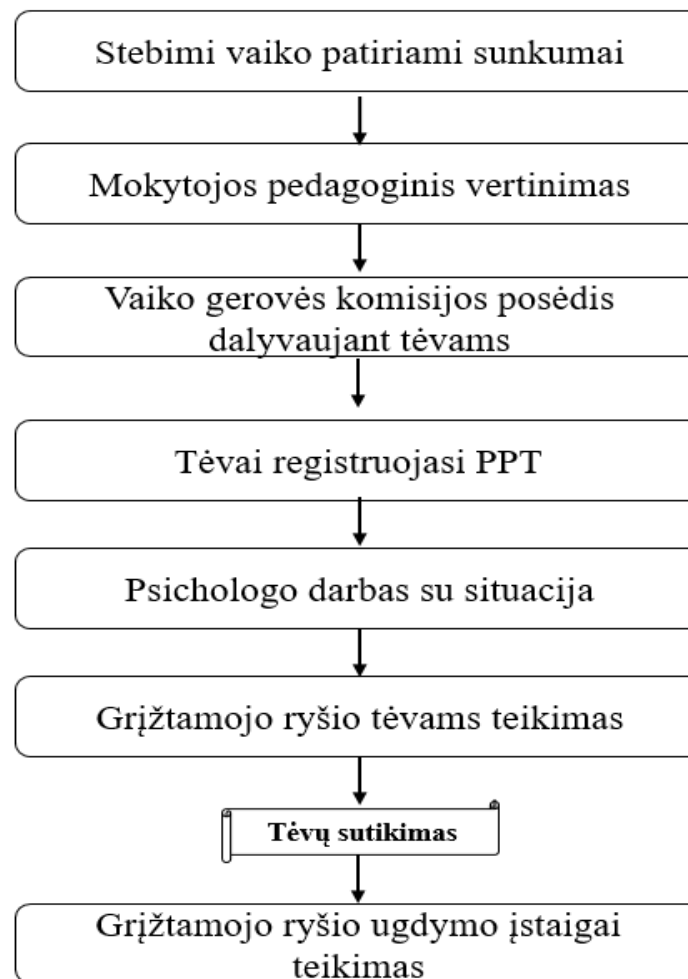 Stebimi vaiko patiriami sunkumai
Mokytojos pedagoginis vertinimas
Vaiko gerovės komisijos posėdis
dalyvaujant tėvams
Tėvai registruojasi PPT
Psichologo darbas su situacija
Grįžtamojo ryšio tėvams teikimas
Tėvų sutikimas
Grįžtamojo ryšio ugdymo įstaigai
teikimas